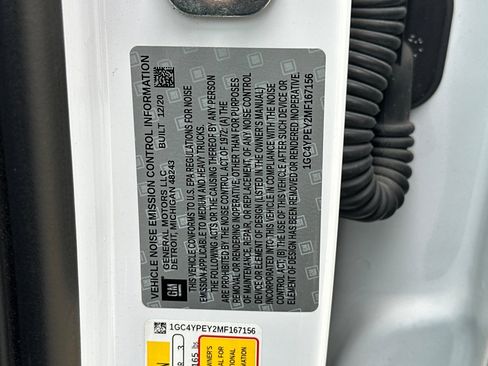 VEHICLE NOISE EMISSION CONTROL INFORMATION
GENERAL MOTORS LLC BUILT 12/20
DETROIT, MICHIGAN 48243
THIS VEHICLE CONFORMS TO U.S. EPA REGULATIONS FOR NOISE
EMISSION APPLICABLE TO MEDIUM AND HEAVY TRUCKS.
THE FOLLOWING ACTS OR THE CAUSING THEREOF BY ANY PERSON
ARE PROHIBITED BY THE NOISE CONTROL ACT OF 1972: (A) THE
REMOVAL OR RENDERING INOPERATIVE, OTHER THAN FOR PURPOSES
OF MAINTENANCE, REPAIR, OR REPLACEMENT, OF ANY NOISE CONTROL
DEVICE OR ELEMENT OF DESIGN (LISTED IN THE OWNER'S MANUAL)
INCORPORATED INTO THIS VEHICLE IN COMPLIANCE WITH THE NOISE
CONTROL ACT. (B) THE USE OF THIS VEHICLE AFTER SUCH DEVICE OR
ELEMENT OF DESIGN HAS BEEN REMOVED OR RENDERED INOPERATIVE.
1GC4YPEY2MF167156
GM
1GC4YPEY2MF167156
3
165
OWNER'S